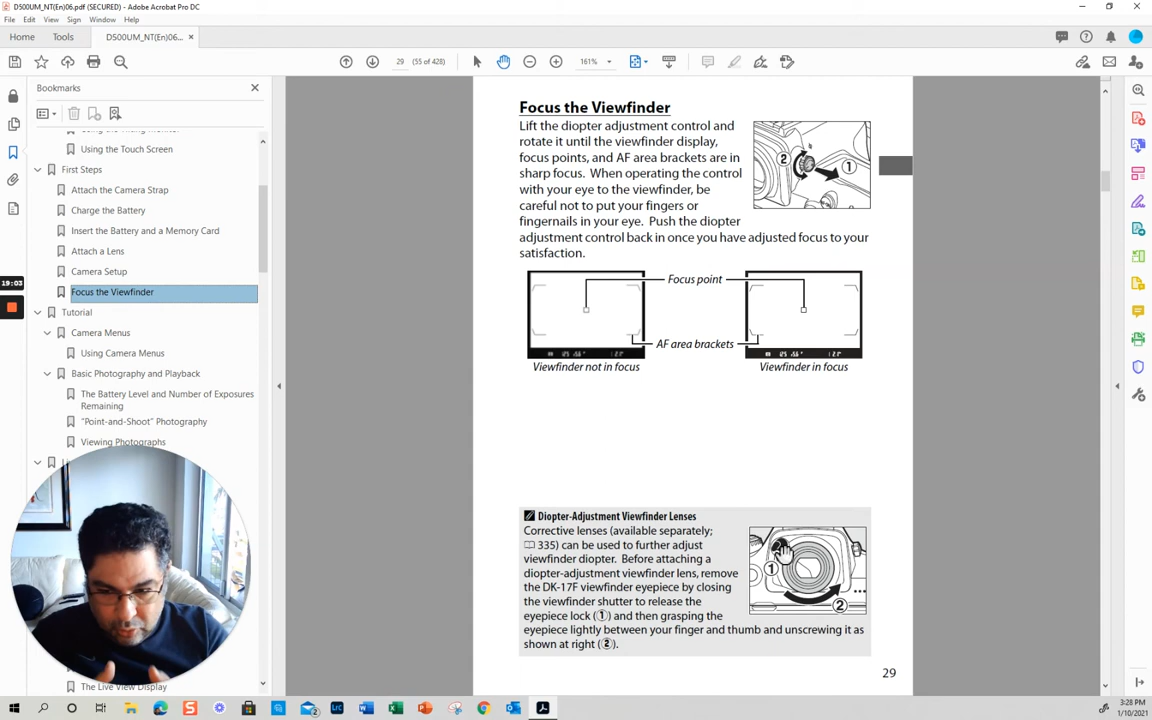 D500UM_NT(En)06.pdf (SECURED) - Adobe Acrobat Pro DC
File Edit View Sign Window Help
Home Tools D500UM_NT(En)06... ×
29 (55 of 428) 161%
Bookmarks
Using the Touch Screen
First Steps
Attach the Camera Strap
Charge the Battery
Insert the Battery and a Memory Card
Attach a Lens
Camera Setup
Focus the Viewfinder
Tutorial
Camera Menus
Using Camera Menus
Basic Photography and Playback
The Battery Level and Number of Exposures
Remaining
“Point-and-Shoot” Photography
Viewing Photographs
The Live View Display
19:03
Focus the Viewfinder
Lift the diopter adjustment control and
rotate it until the viewfinder display,
focus points, and AF area brackets are in
sharp focus. When operating the control
with your eye to the viewfinder, be
careful not to put your fingers or
fingernails in your eye. Push the diopter
adjustment control back in once you have adjusted focus to your
satisfaction.
2 1
Focus point
AF area brackets
Viewfinder not in focus Viewfinder in focus
Diopter-Adjustment Viewfinder Lenses
Corrective lenses (available separately;
335) can be used to further adjust
viewfinder diopter. Before attaching a
diopter-adjustment viewfinder lens, remove
the DK-17F viewfinder eyepiece by closing
the viewfinder shutter to release the
eyepiece lock (①) and then grasping the
eyepiece lightly between your finger and thumb and unscrewing it as
shown at right (②).
1
2
29
3:28 PM
1/10/2021